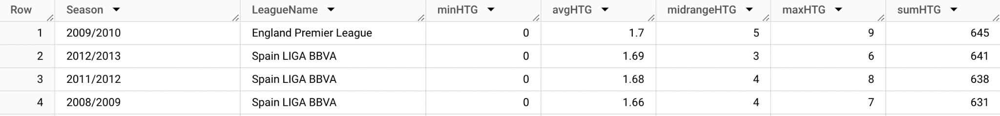 Row Season LeagueName minHTG avgHTG midrangeHTG maxHTG sumHTG
1 2009/2010 England Premier League 0 1.7 5 9 645
2 2012/2013 Spain LIGA BBVA 0 1.69 3 6 641
3 2011/2012 Spain LIGA BBVA 0 1.68 4 8 638
4 2008/2009 Spain LIGA BBVA 0 1.66 4 7 631